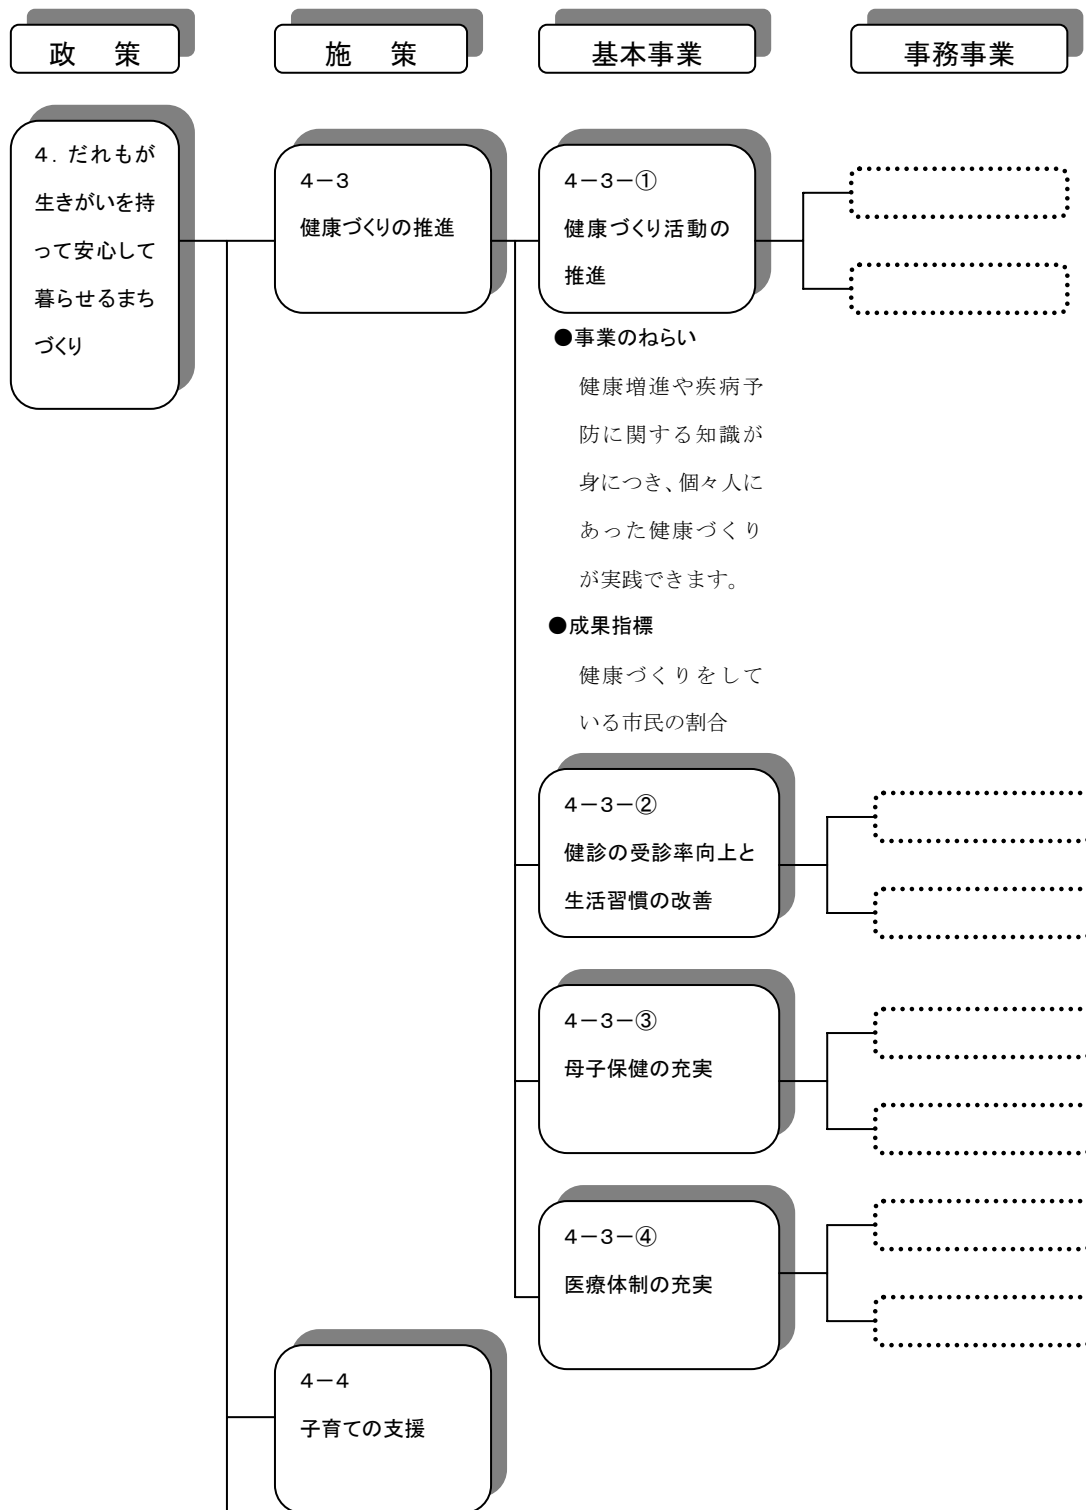 政　策
施　策
基本事業
事務事業
４．だれもが
生きがいを持
って安心して
暮らせるまち
づくり
４－３
健康づくりの推進
４－３－①
健康づくり活動の
推進
●事業のねらい
健康増進や疾病予
防に関する知識が
身につき、個々人に
あった健康づくり
が実践できます。
●成果指標
健康づくりをして
いる市民の割合
４－３－②
健診の受診率向上と
生活習慣の改善
４－３－③
母子保健の充実
４－３－④
医療体制の充実
４－４
子育ての支援